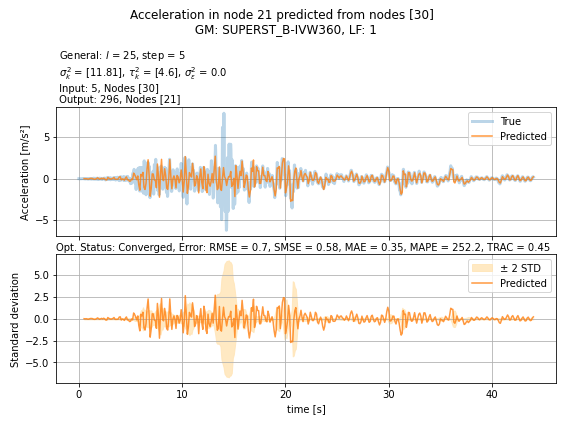 Acceleration in node 21 predicted from nodes [30]
GM: SUPERST_B-IVW360, LF: 1
General: l = 25, step = 5
σ²ₖ = [11.81], τ²ₖ = [4.6], σ²ₑ = 0.0
Input: 5, Nodes [30]
Output: 296, Nodes [21]
Acceleration [m/s²]
5
0
−5
True
Predicted
Opt. Status: Converged, Error: RMSE = 0.7, SMSE = 0.58, MAE = 0.35, MAPE = 252.2, TRAC = 0.45
Standard deviation
5.0
2.5
0.0
−2.5
−5.0
± 2 STD
Predicted
0 10 20 30 40
time [s]